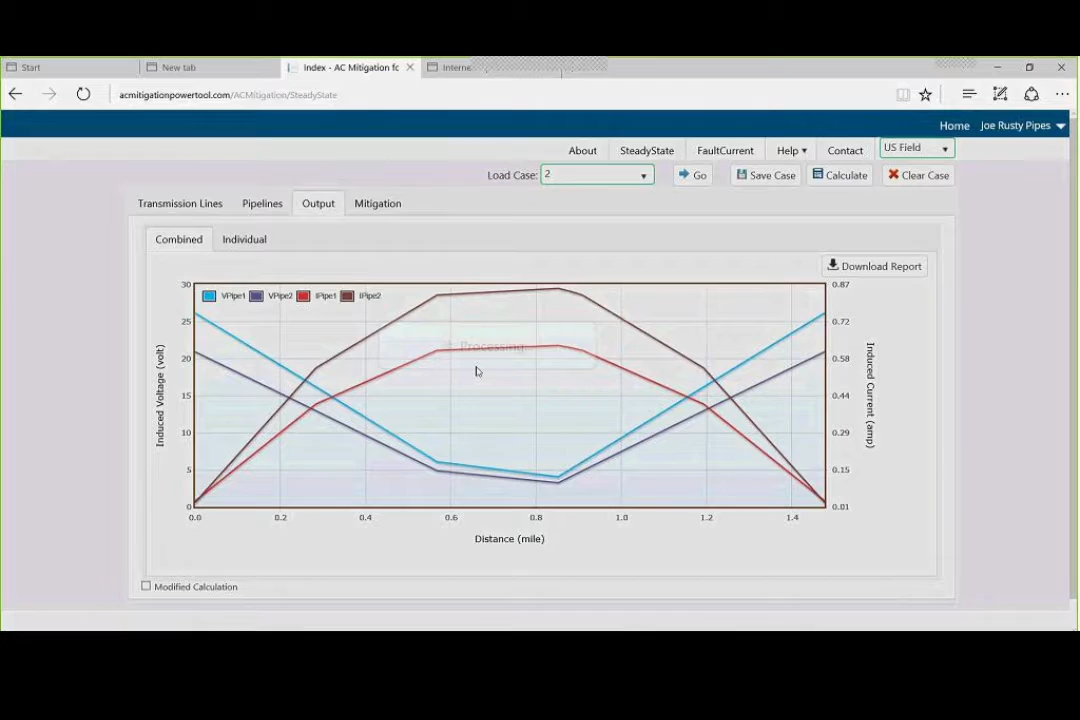 Start
New tab
Index - AC Mitigation fc
Interne
acmitigationpowertool.com/ACMitigation/SteadyState
Home Joe Rusty Pipes
About SteadyState FaultCurrent Help Contact US Field
Load Case: 2 Go Save Case Calculate Clear Case
Transmission Lines Pipelines Output Mitigation
Combined Individual
Download Report
VPipe1 VPipe2 IPipe1 IPipe2
30 0.87
25 0.72
20 0.58
15 0.44
10 0.29
5 0.15
0 0.01
Induced Voltage (volt)
Processing...
Induced Current (amp)
0.0 0.2 0.4 0.6 0.8 1.0 1.2 1.4
Distance (mile)
Modified Calculation